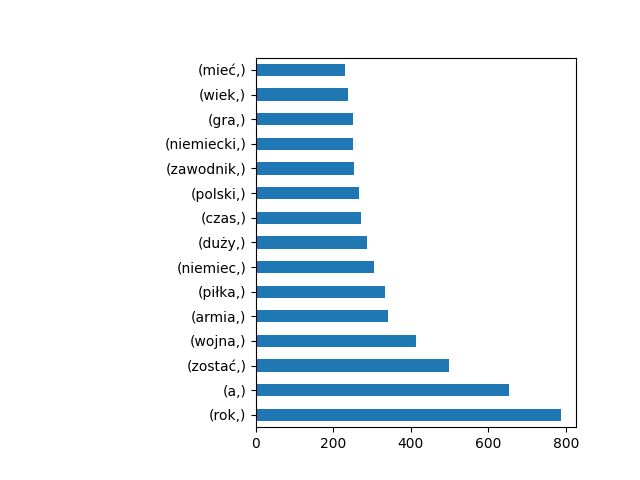 (mieć,)
(wiek,)
(gra,)
(niemiecki,)
(zawodnik,)
(polski,)
(czas,)
(duży,)
(niemiec,)
(piłka,)
(armia,)
(wojna,)
(zostać,)
(a,)
(rok,)
0 200 400 600 800